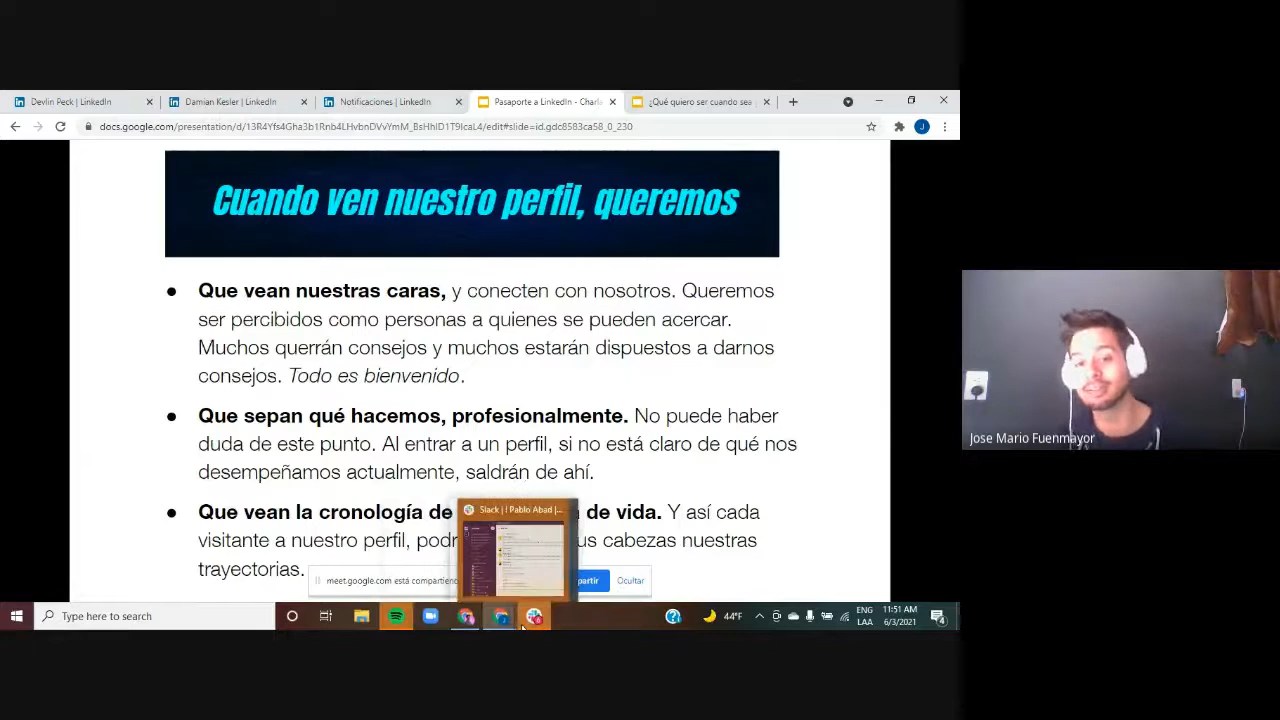 Devlin Peck | LinkedIn
Damian Kesler | LinkedIn
Notificaciones | LinkedIn
Pasaporte a LinkedIn - Charla
¿Qué quiero ser cuando sea
docs.google.com/presentation/d/13R4Yfs4Gha3b1Rnb4LHvbnDVvYmM_BsHhlD1T9IcaL4/edit#slide=id.gdc8583ca58_0_230
Cuando ven nuestro perfil, queremos
● Que vean nuestras caras, y conecten con nosotros. Queremos
ser percibidos como personas a quienes se pueden acercar.
Muchos querrán consejos y muchos estarán dispuestos a darnos
consejos. Todo es bienvenido.
● Que sepan qué hacemos, profesionalmente. No puede haber
duda de este punto. Al entrar a un perfil, si no está claro de qué nos
desempeñamos actualmente, saldrán de ahí.
● Que vean la cronología de de vida. Y así cada
visitante a nuestro perfil, podr us cabezas nuestras
trayectorias.
Slack | Pablo Abad |...
meet.google.com está compartiendo
partir
Ocultar
Type here to search
44°F
ENG
LAA
11:51 AM
6/3/2021
4
Jose Mario Fuenmayor